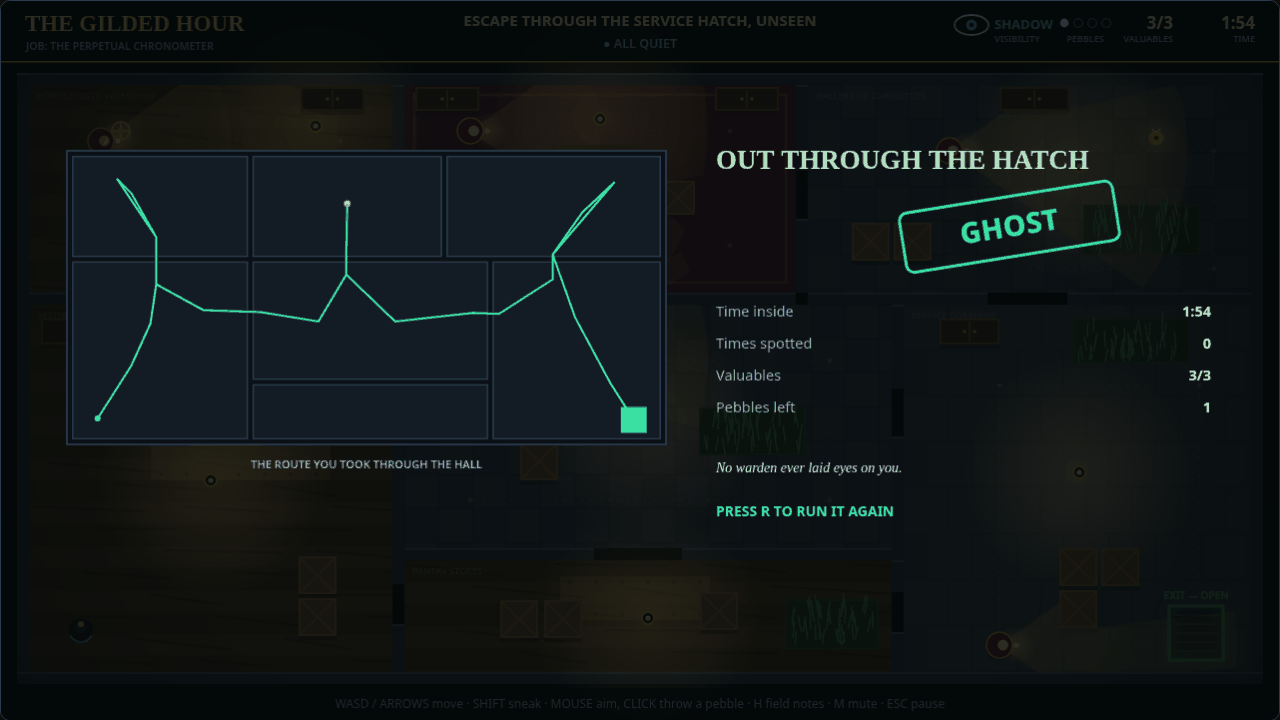 THE GILDED HOUR
JOB: THE PERPETUAL CHRONOMETER
ESCAPE THROUGH THE SERVICE HATCH, UNSEEN
● ALL QUIET
SHADOW
VISIBILITY
PEBBLES
3/3
VALUABLES
1:54
TIME
OUT THROUGH THE HATCH
GHOST
Time inside 1:54
Times spotted 0
Valuables 3/3
Pebbles left 1
THE ROUTE YOU TOOK THROUGH THE HALL
No warden ever laid eyes on you.
PRESS R TO RUN IT AGAIN
EXIT — OPEN
WASD / ARROWS move · SHIFT sneak · MOUSE aim, CLICK throw a pebble · H field notes · M mute · ESC pause